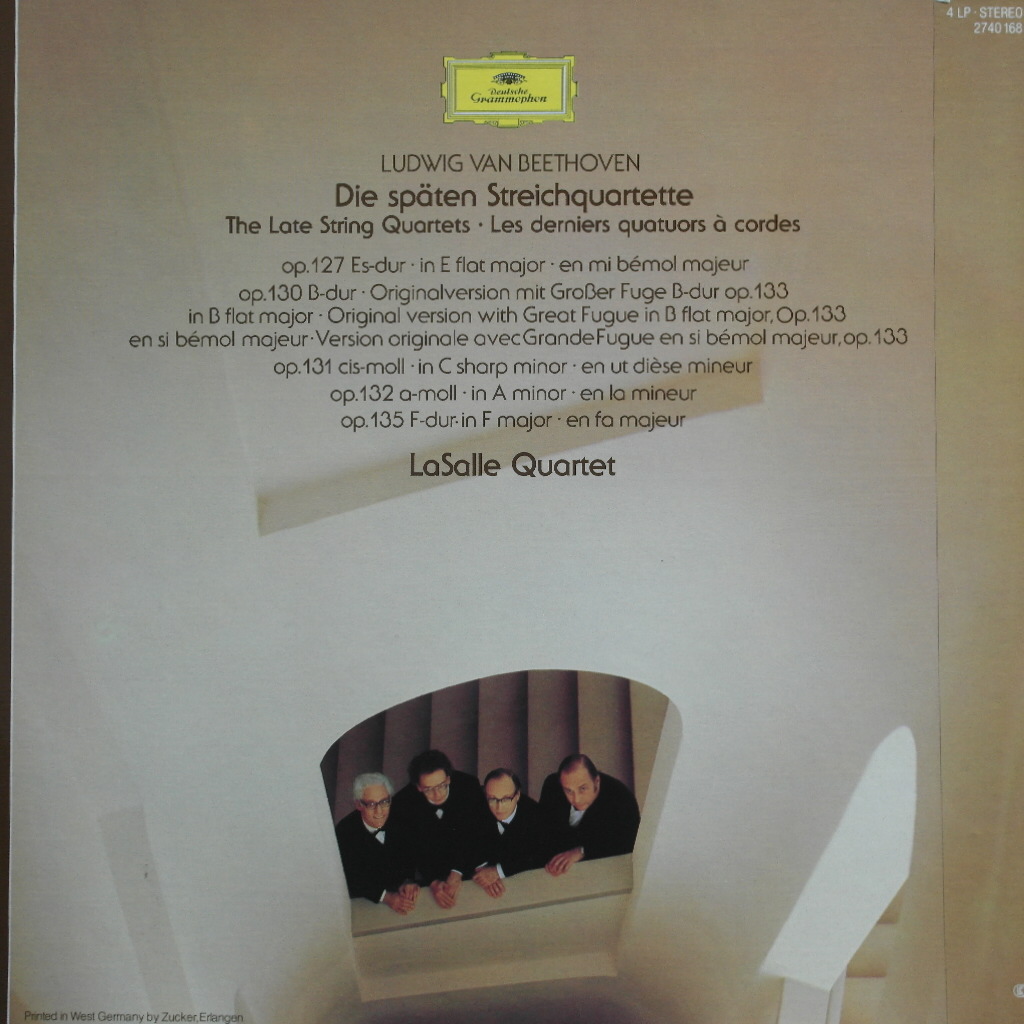 4 LP · STEREO
2740 168
Deutsche
Grammophon
LUDWIG VAN BEETHOVEN
Die späten Streichquartette
The Late String Quartets · Les derniers quatuors à cordes
op.127 Es-dur · in E flat major · en mi bémol majeur
op.130 B-dur · Originalversion mit Großer Fuge B-dur op.133
in B flat major · Original version with Great Fugue in B flat major, Op.133
en si bémol majeur · Version originale avec Grande Fugue en si bémol majeur, op.133
op.131 cis-moll · in C sharp minor · en ut dièse mineur
op.132 a-moll · in A minor · en la mineur
op.135 F-dur · in F major · en fa majeur
LaSalle Quartet
Printed in West Germany by Zucker, Erlangen